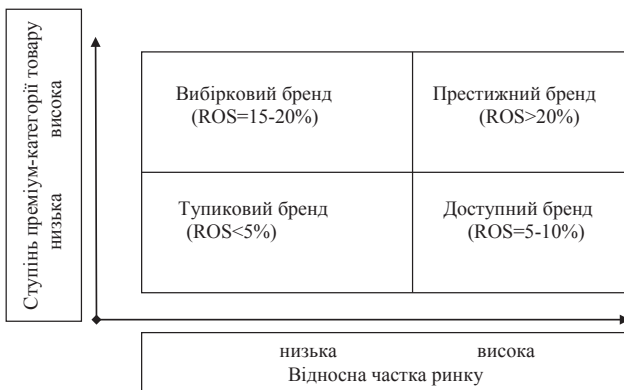 Ступінь преміум-категорії товару
низька висока
Вибірковий бренд
(ROS=15-20%)
Престижний бренд
(ROS>20%)
Тупиковий бренд
(ROS<5%)
Доступний бренд
(ROS=5-10%)
низька висока
Відносна частка ринку